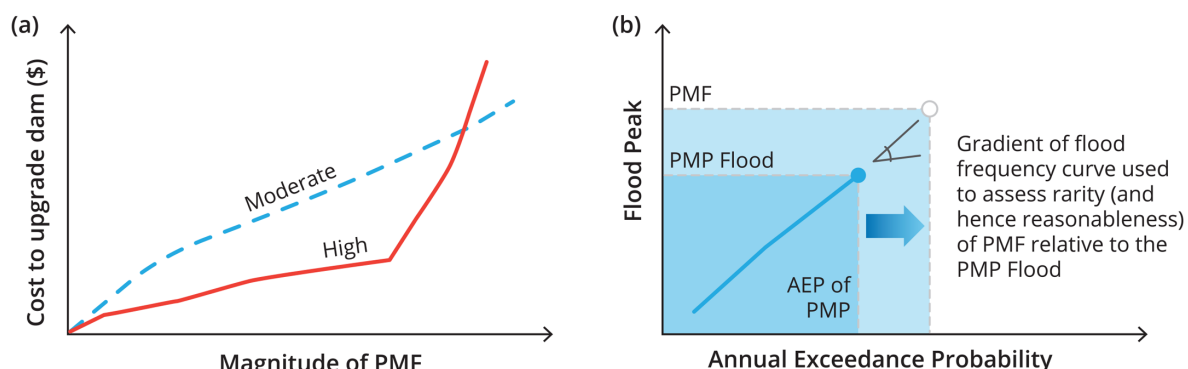 (a)
Cost to upgrade dam ($)
Moderate
High
Magnitude of PMF
(b)
Flood Peak
PMF
PMP Flood
AEP of
PMP
Gradient of flood
frequency curve used
to assess rarity (and
hence reasonableness)
of PMF relative to the
PMP Flood
Annual Exceedance Probability